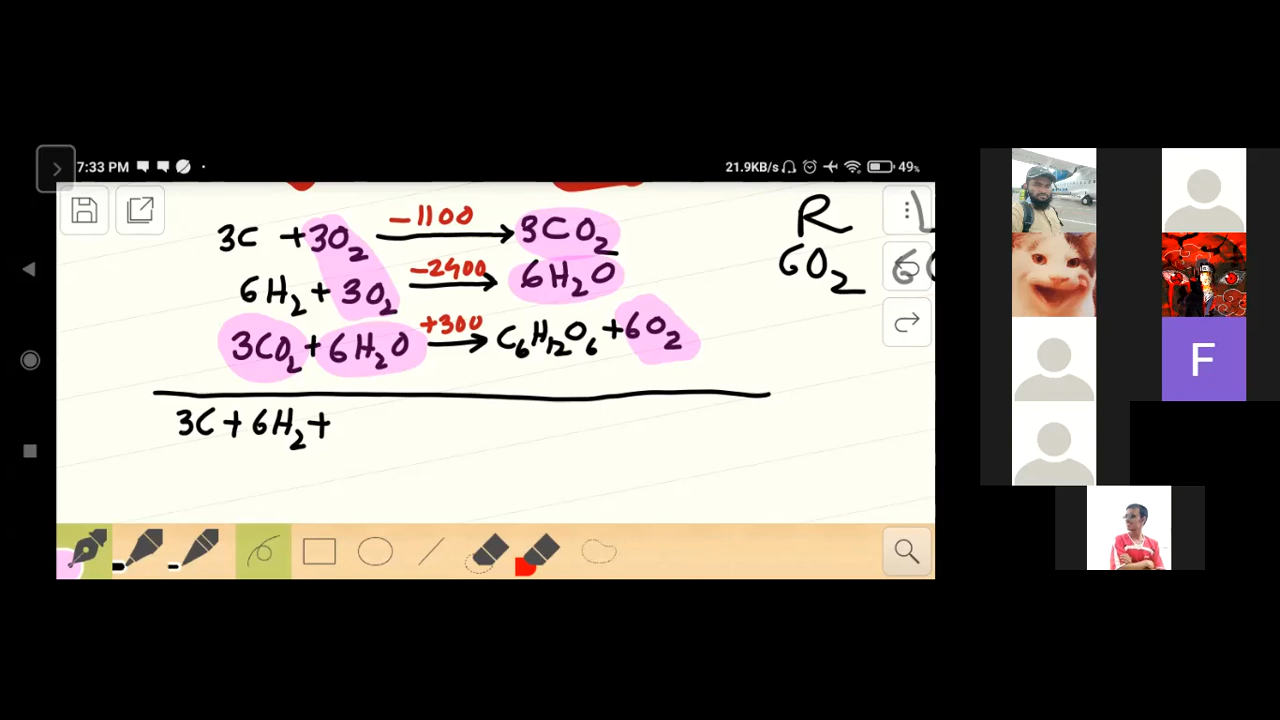 7:33 PM 21.9KB/s 49%
3C + 3O₂ —−1100→ 3CO₂
6H₂ + 3O₂ —−2400→ 6H₂O
3CO₂ + 6H₂O —+300→ C₆H₁₂O₆ + 6O₂
3C + 6H₂ +
R
6O₂
F